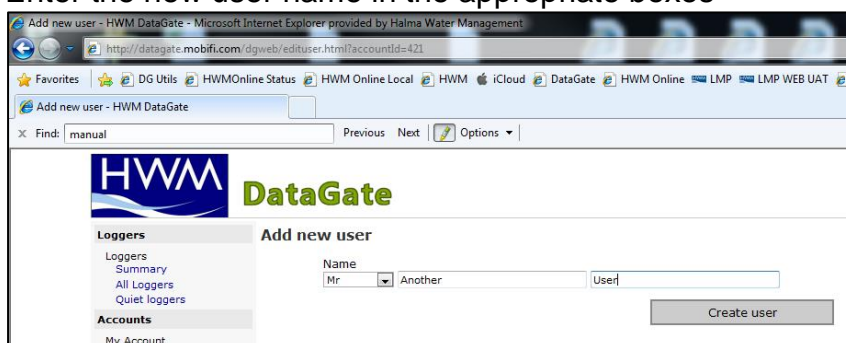 Enter the new user name in the appropriate boxes
Add new user - HWM DataGate - Microsoft Internet Explorer provided by Halma Water Management
http://datagate.mobifi.com/dgweb/edituser.html?accountId=421
Favorites DG Utils HWMOnline Status HWM Online Local HWM iCloud DataGate HWM Online LMP LMP WEB UAT
Add new user - HWM DataGate
x Find: manual Previous Next Options
HWM DataGate
Loggers
Add new user
Loggers
Summary
All Loggers
Quiet loggers
Name
Mr Another User
Create user
Accounts
My Account